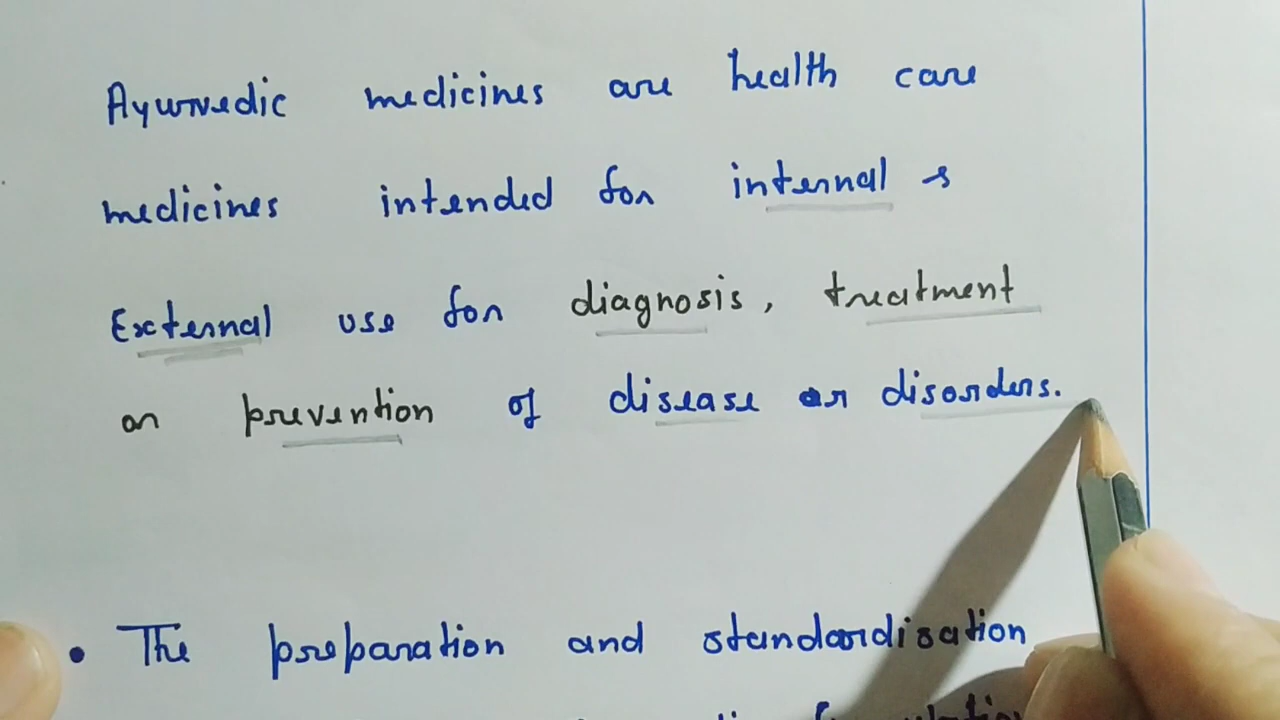 Ayurvedic medicines are health care
medicines intended for internal &
External use for diagnosis, treatment
or prevention of disease or disorders.
• The preparation and standardisation